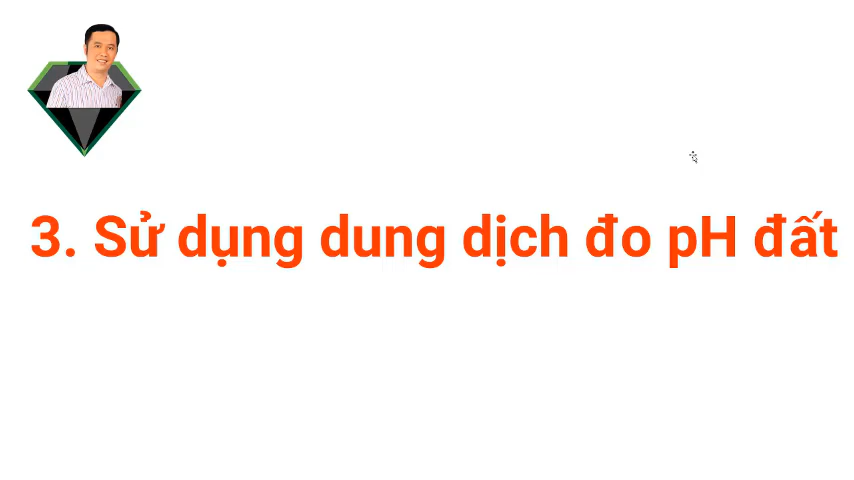 3. Sử dụng dung dịch đo pH đất